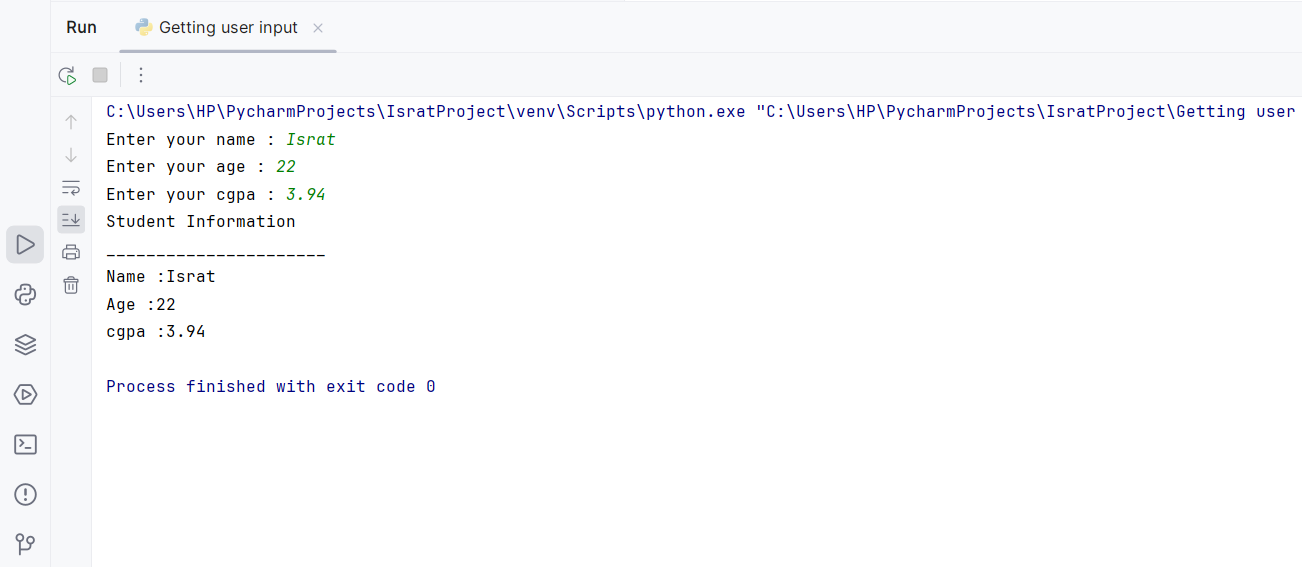 Run Getting user input
C:\Users\HP\PycharmProjects\IsratProject\venv\Scripts\python.exe "C:\Users\HP\PycharmProjects\IsratProject\Getting user
Enter your name : Israt
Enter your age : 22
Enter your cgpa : 3.94
Student Information
______________________
Name :Israt
Age :22
cgpa :3.94
Process finished with exit code 0